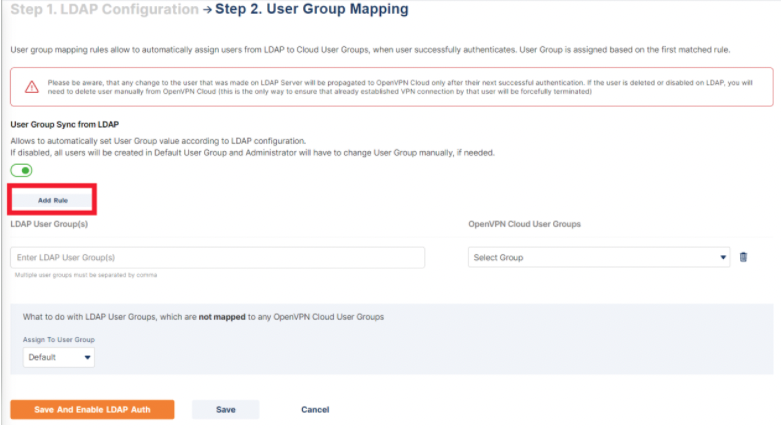 Step 1. LDAP Configuration → Step 2. User Group Mapping
User group mapping rules allow to automatically assign users from LDAP to Cloud User Groups, when user successfully authenticates. User Group is assigned based on the first matched rule.
Please be aware, that any change to the user that was made on LDAP Server will be propagated to OpenVPN Cloud only after their next successful authentication. If the user is deleted or disabled on LDAP, you will
need to delete user manually from OpenVPN Cloud (this is the only way to ensure that already established VPN connection by that user will be forcefully terminated)
User Group Sync from LDAP
Allows to automatically set User Group value according to LDAP configuration.
If disabled, all users will be created in Default User Group and Administrator will have to change User Group manually, if needed.
Add Rule
LDAP User Group(s) OpenVPN Cloud User Groups
Enter LDAP User Group(s) Select Group
Multiple user groups must be separated by comma
What to do with LDAP User Groups, which are not mapped to any OpenVPN Cloud User Groups
Assign To User Group
Default
Save And Enable LDAP Auth Save Cancel